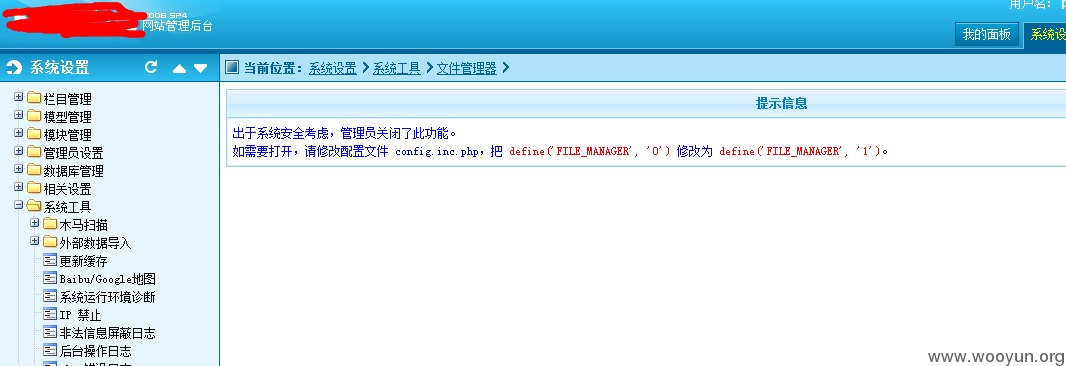 用户名:
2008 SP4
网站管理后台
我的面板
系统设
系统设置
当前位置: 系统设置 > 系统工具 > 文件管理器 >
栏目管理
模型管理
模块管理
管理员设置
数据库管理
相关设置
系统工具
木马扫描
外部数据导入
更新缓存
Baibu/Google地图
系统运行环境诊断
IP 禁止
非法信息屏蔽日志
后台操作日志
提示信息
出于系统安全考虑，管理员关闭了此功能。
如需要打开，请修改配置文件 config.inc.php，把 define('FILE_MANAGER', '0') 修改为 define('FILE_MANAGER', '1')。
www.wooyun.org